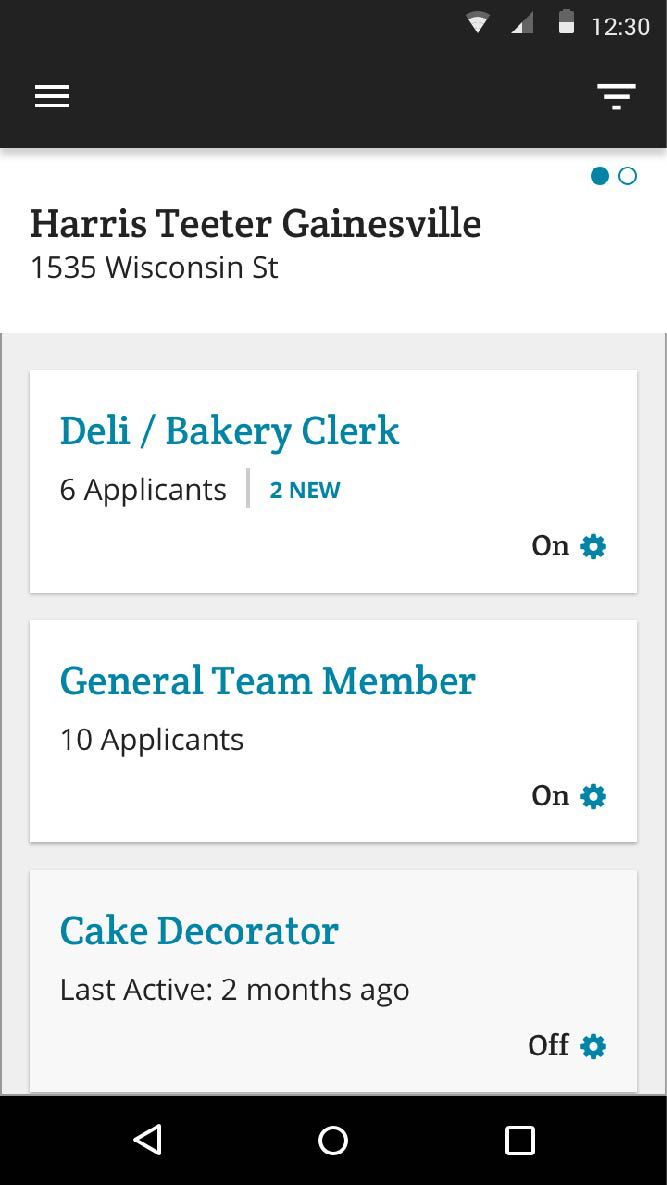 12:30
Harris Teeter Gainesville
1535 Wisconsin St
Deli / Bakery Clerk
6 Applicants 2 NEW
On
General Team Member
10 Applicants
On
Cake Decorator
Last Active: 2 months ago
Off